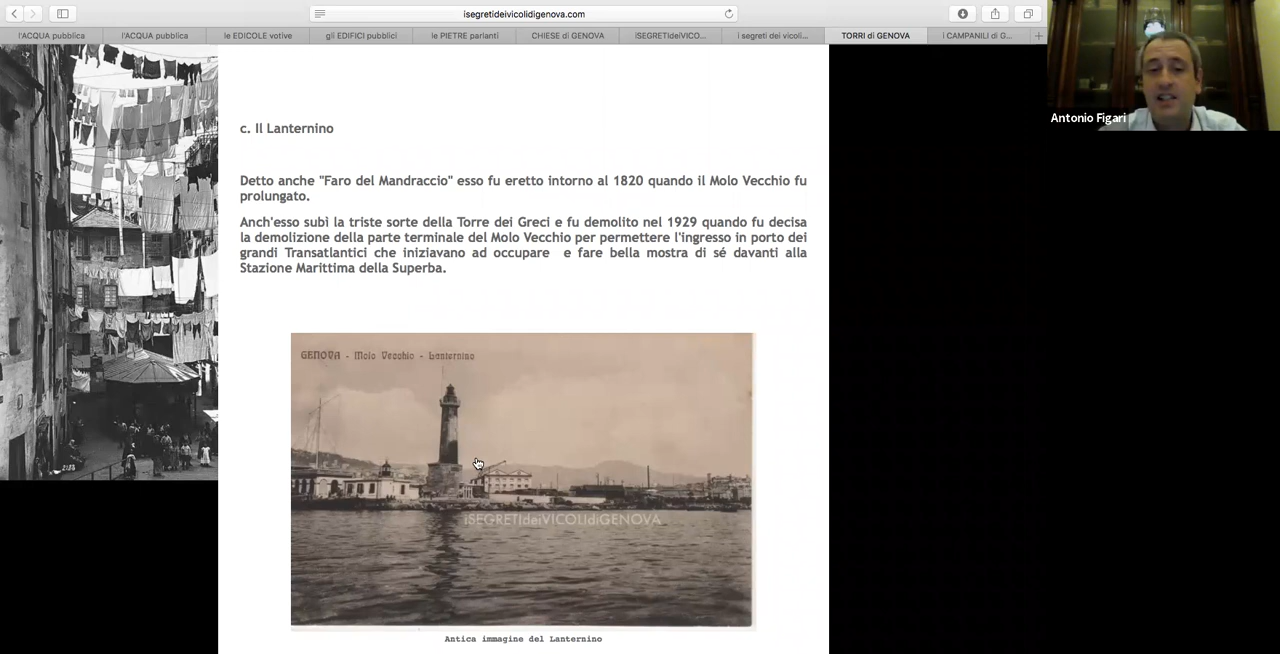 isegretideivicolidigenova.com
l'ACQUA pubblica
l'ACQUA pubblica
le EDICOLE votive
gli EDIFICI pubblici
le PIETRE parlanti
CHIESE di GENOVA
iSEGRETIdeiVICO...
i segreti dei vicoli...
TORRI di GENOVA
i CAMPANILI di G...
Antonio Figari
c. Il Lanternino
Detto anche "Faro del Mandraccio" esso fu eretto intorno al 1820 quando il Molo Vecchio fu
prolungato.
Anch'esso subì la triste sorte della Torre dei Greci e fu demolito nel 1929 quando fu decisa
la demolizione della parte terminale del Molo Vecchio per permettere l'ingresso in porto dei
grandi Transatlantici che iniziavano ad occupare e fare bella mostra di sé davanti alla
Stazione Marittima della Superba.
GENOVA - Molo Vecchio - Lanternino
iSEGRETIdeiVICOLIdiGENOVA
Antica immagine del Lanternino